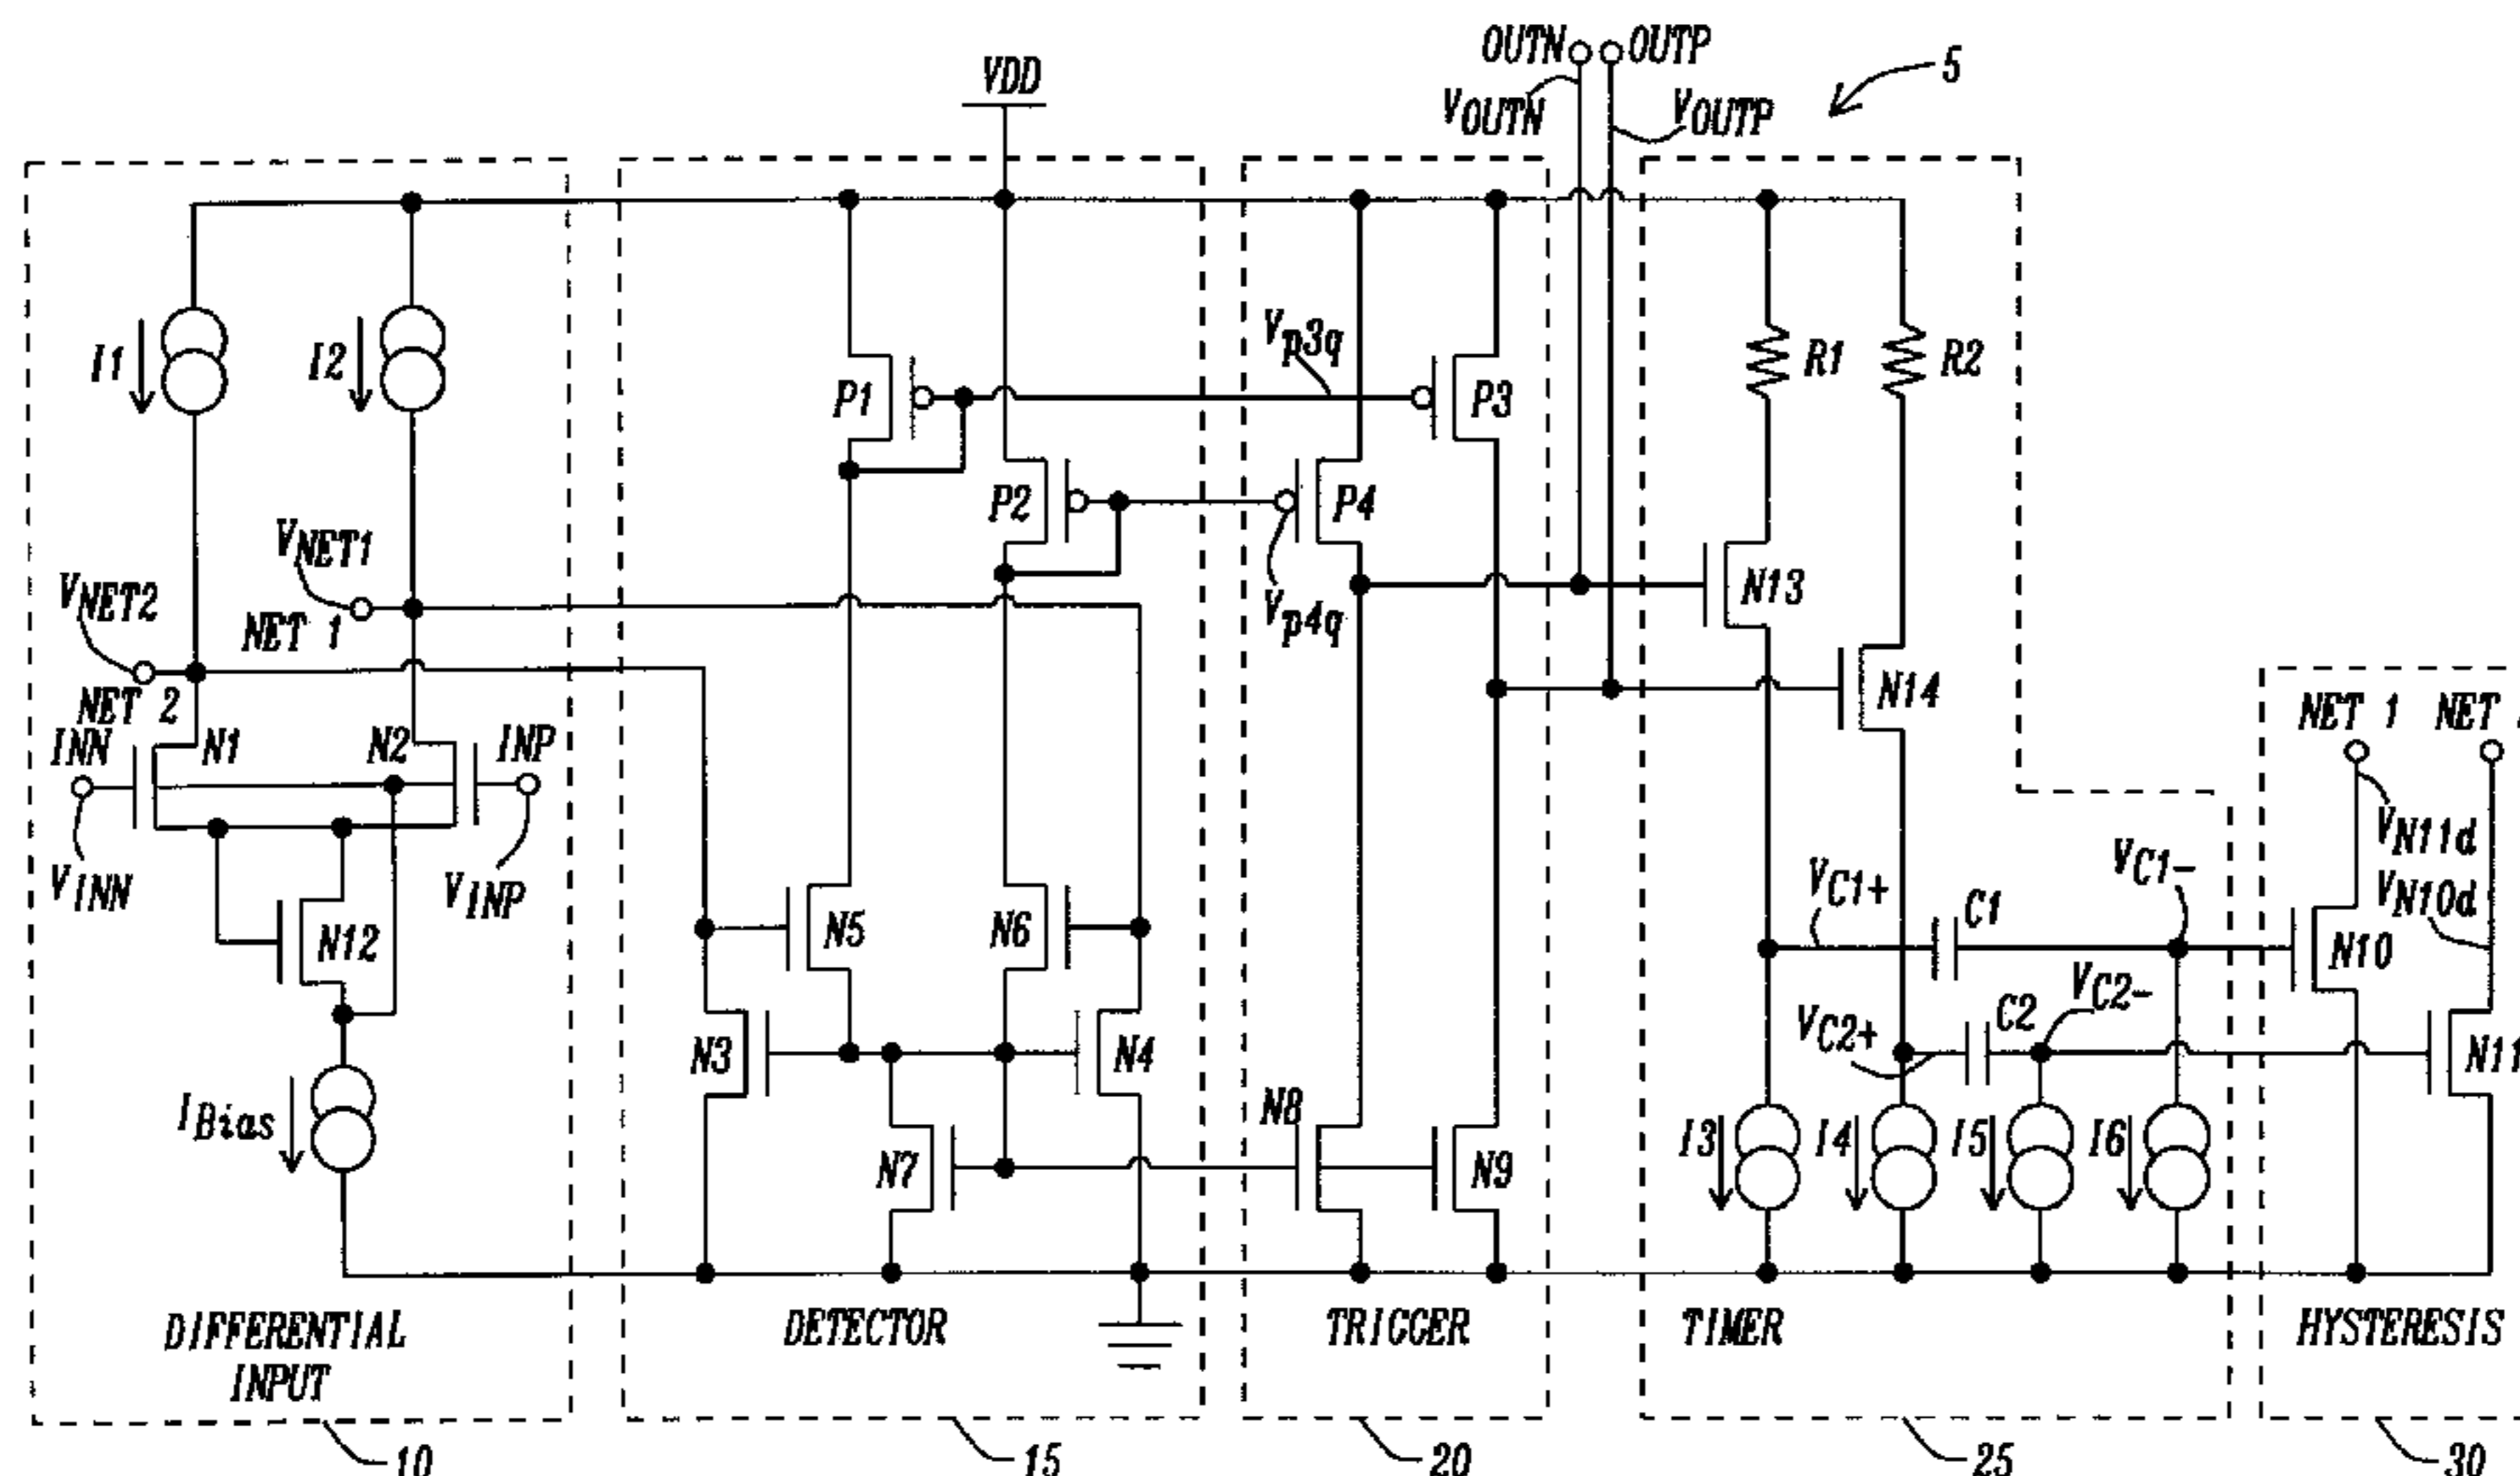 OUTN OUTP
5
VDD
VOUTN VOUTP
I1
I2
P1
Vp3q
P3
R1
R2
P2
P4
Vp4q
VNET1
NET 1
VNET2
NET 2
N13
N14
INN
N1
N2
INP
VINN
VINP
N12
IBias
N5
N6
N3
N4
N7
N8
N9
VC1+
C1
VC1-
VC2+
C2
VC2-
I3
I4
I5
I6
NET 1
NET
VN11d
VN10d
N10
N11
DIFFERENTIAL
INPUT
DETECTOR
TRIGGER
TIMER
HYSTERESIS
10
15
20
25
30